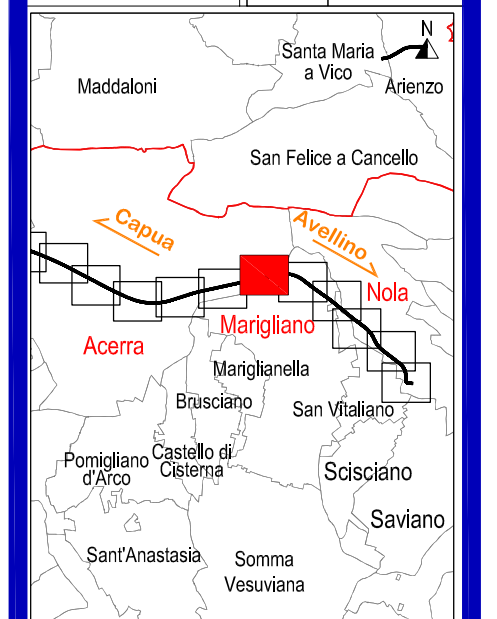 N
Santa Maria
a Vico
Maddaloni
Arienzo
San Felice a Cancello
Capua
Avellino
Nola
Marigliano
Acerra
Mariglianella
Brusciano
San Vitaliano
Pomigliano
d'Arco
Castello di
Cisterna
Scisciano
Saviano
Sant'Anastasia
Somma
Vesuviana